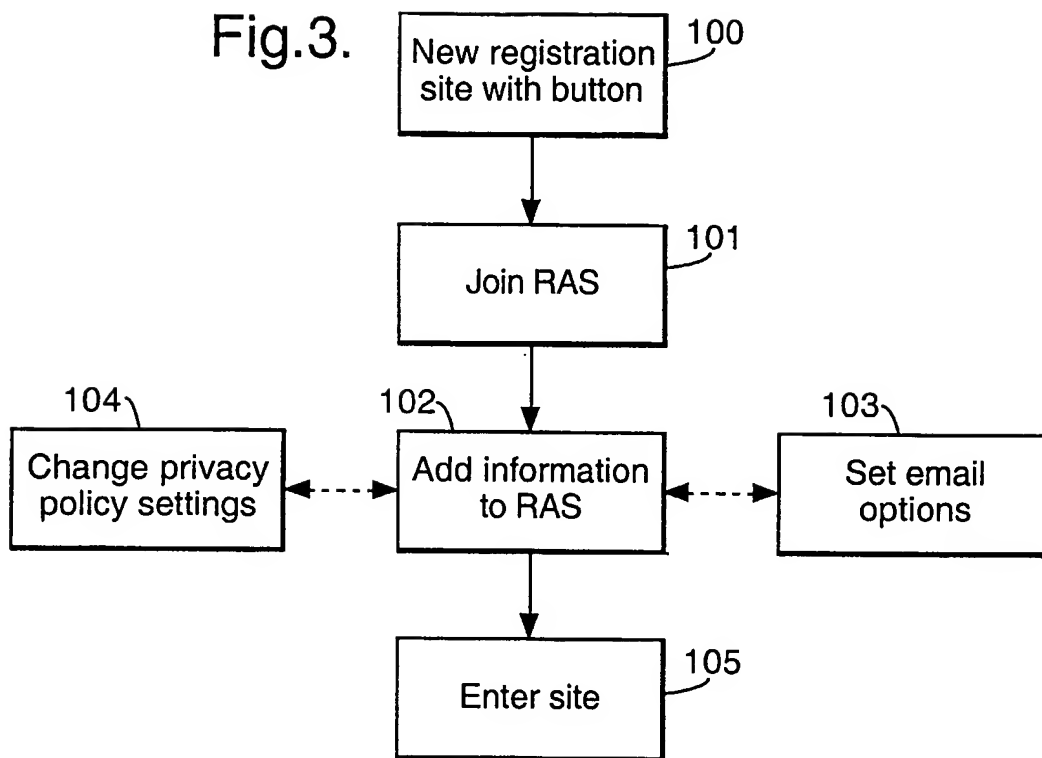 Fig.3.
New registration
site with button
100
Join RAS
101
104
Change privacy
policy settings
102
Add information
to RAS
103
Set email
options
Enter site
105